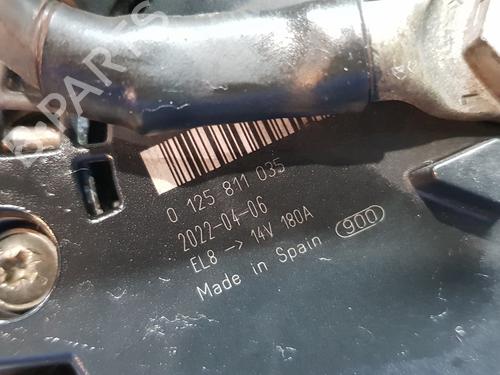 0 125 811 035
2022-04-06
EL8 -> 14V 180A
Made in Spain 900